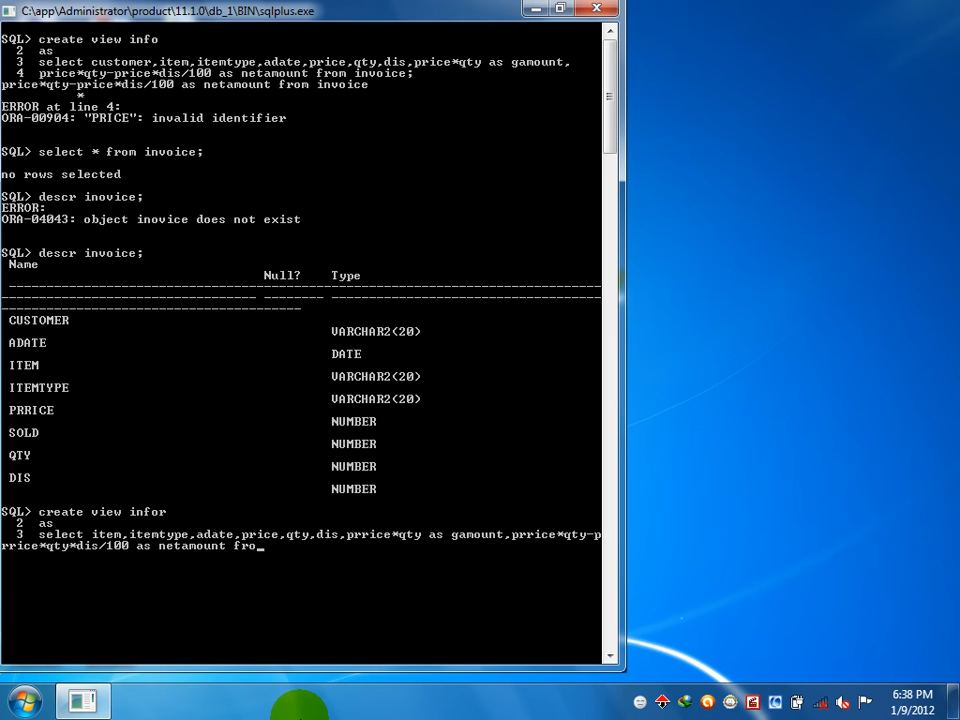 C:\app\Administrator\product\11.1.0\db_1\BIN\sqlplus.exe
SQL> create view info
2 as
3 select customer,item,itemtype,adate,price,qty,dis,price*qty as gamount,
4 price*qty-price*dis/100 as netamount from invoice;
price*qty-price*dis/100 as netamount from invoice
*
ERROR at line 4:
ORA-00904: "PRICE": invalid identifier
SQL> select * from invoice;
no rows selected
SQL> descr inovice;
ERROR:
ORA-04043: object inovice does not exist
SQL> descr invoice;
Name
Null? Type
-------------------------------------------------------------------------------
---------------------------------- -------- ------------------------------------
----------------------------------------
CUSTOMER
VARCHAR2(20)
ADATE
DATE
ITEM
VARCHAR2(20)
ITEMTYPE
VARCHAR2(20)
PRRICE
NUMBER
SOLD
NUMBER
QTY
NUMBER
DIS
NUMBER
SQL> create view infor
2 as
3 select item,itemtype,adate,price,qty,dis,prrice*qty as gamount,prrice*qty-p
rrice*qty*dis/100 as netamount fro_
6:38 PM
1/9/2012